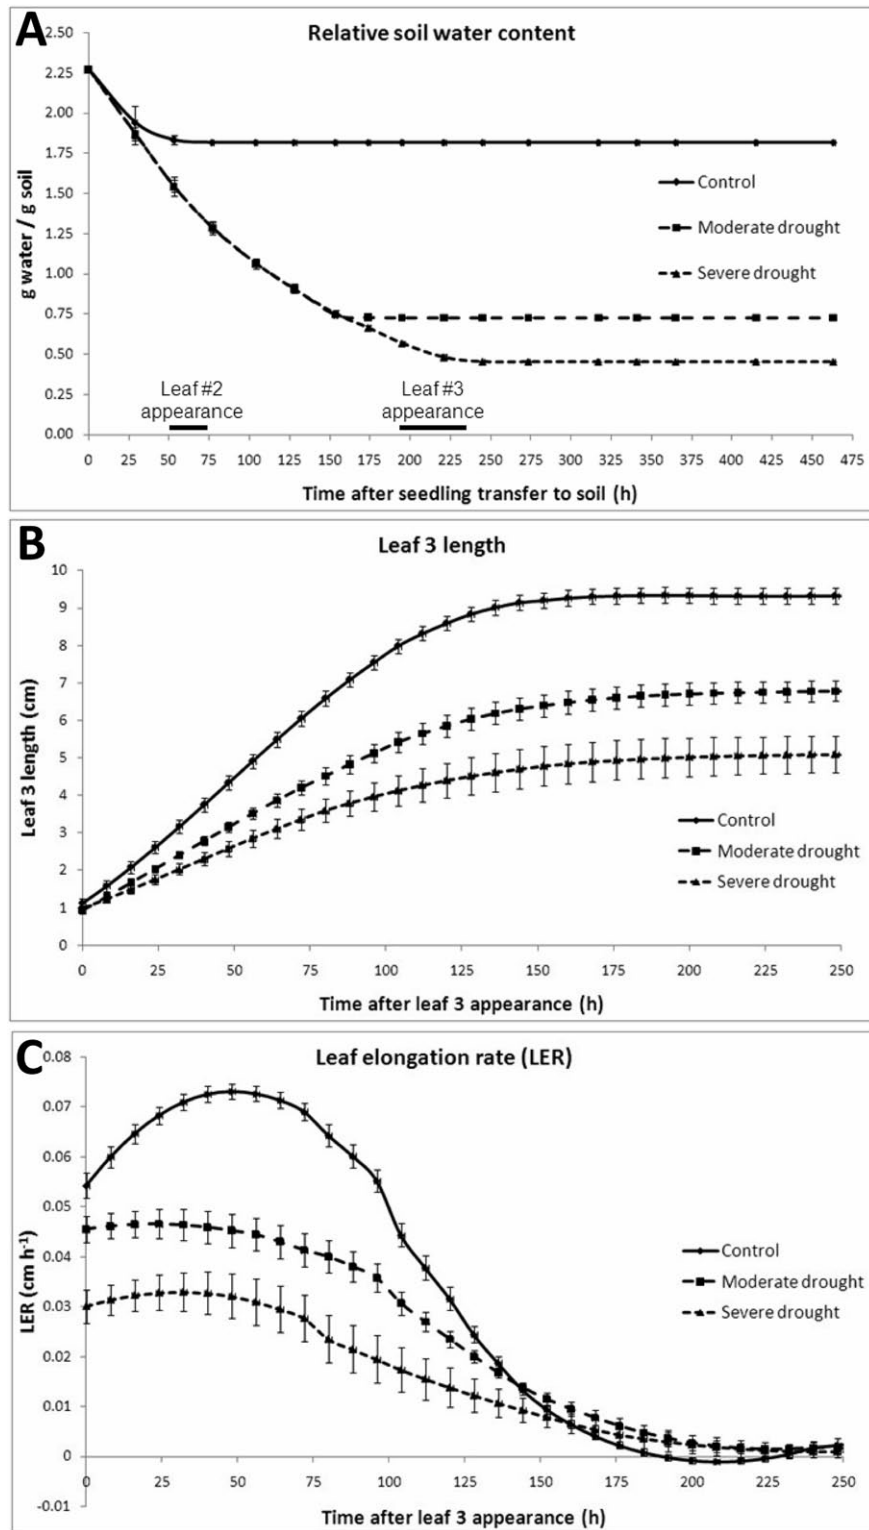 A
Relative soil water content
2.50
2.25
2.00
1.75
1.50
1.25
1.00
0.75
0.50
0.25
0.00
g water / g soil
Control
Moderate drought
Severe drought
Leaf #2
appearance
Leaf #3
appearance
0 25 50 75 100 125 150 175 200 225 250 275 300 325 350 375 400 425 450 475
Time after seedling transfer to soil (h)
B
Leaf 3 length
10
9
8
7
6
5
4
3
2
1
0
Leaf 3 length (cm)
Control
Moderate drought
Severe drought
0 25 50 75 100 125 150 175 200 225 250
Time after leaf 3 appearance (h)
C
Leaf elongation rate (LER)
0.08
0.07
0.06
0.05
0.04
0.03
0.02
0.01
0
-0.01
LER (cm h⁻¹)
Control
Moderate drought
Severe drought
0 25 50 75 100 125 150 175 200 225 250
Time after leaf 3 appearance (h)